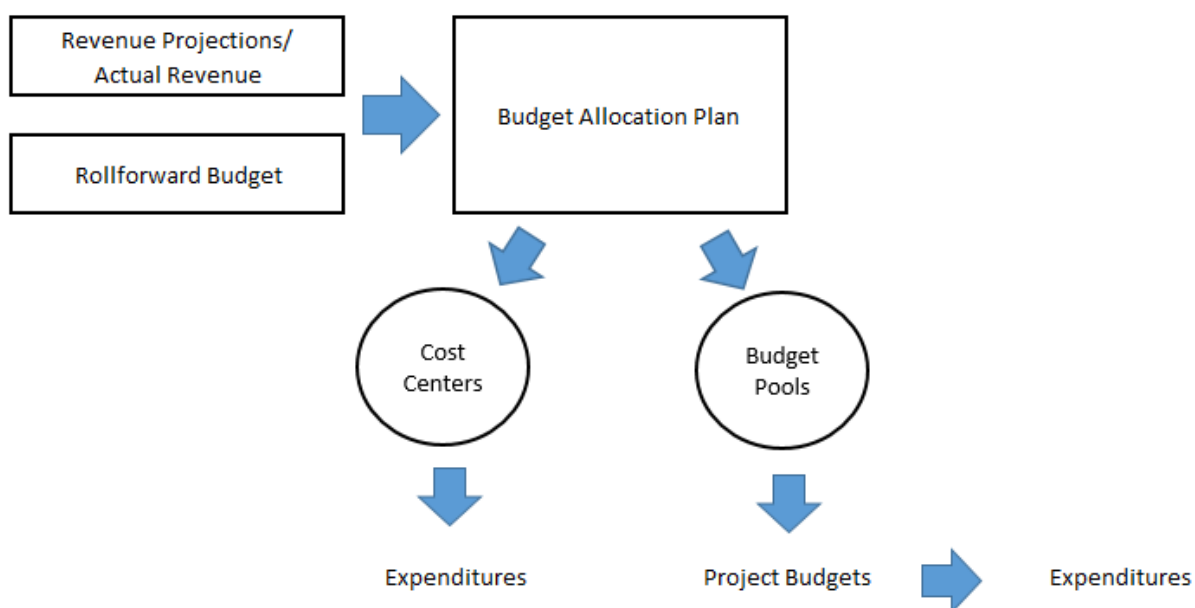 Revenue Projections/
Actual Revenue
Budget Allocation Plan
Rollforward Budget
Cost
Centers
Budget
Pools
Expenditures
Project Budgets
Expenditures